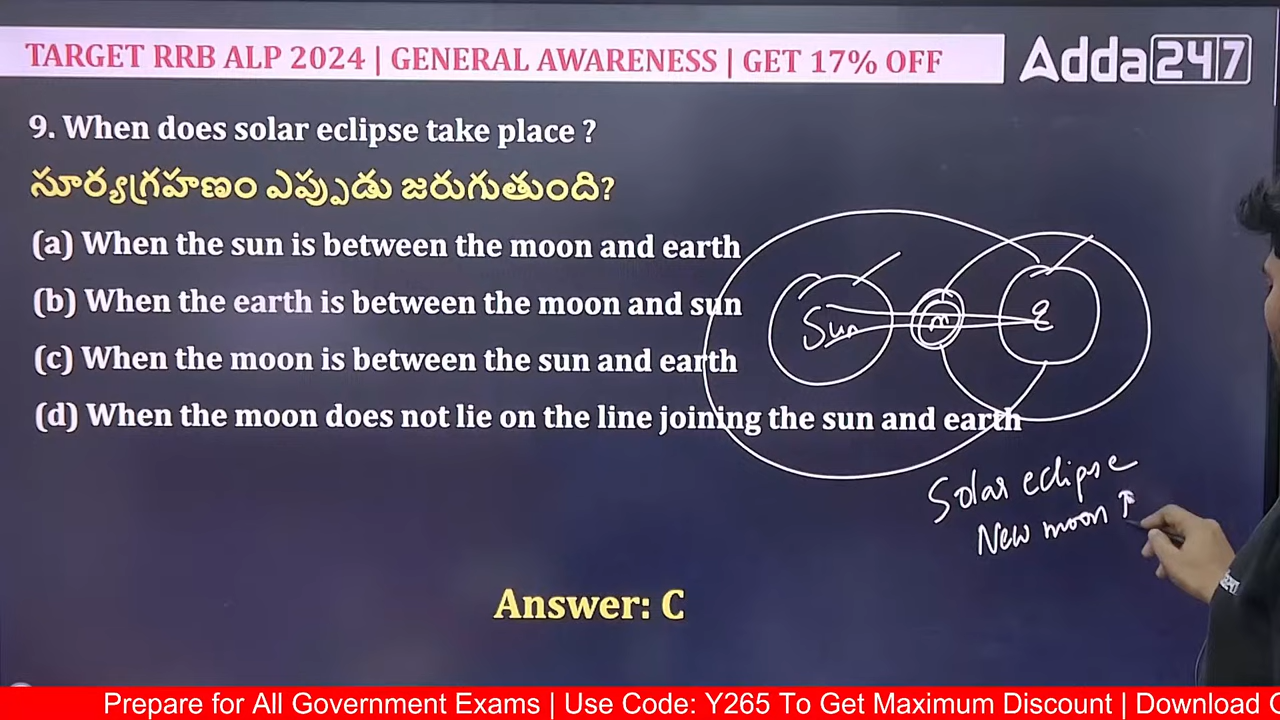 TARGET RRB ALP 2024 | GENERAL AWARENESS | GET 17% OFF
Adda247
9. When does solar eclipse take place ?
సూర్యగ్రహణం ఎప్పుడు జరుగుతుంది?
(a) When the sun is between the moon and earth
(b) When the earth is between the moon and sun
(c) When the moon is between the sun and earth
(d) When the moon does not lie on the line joining the sun and earth
Sun
m
E
Solar eclipse
New moon
Answer: C
Prepare for All Government Exams | Use Code: Y265 To Get Maximum Discount | Download